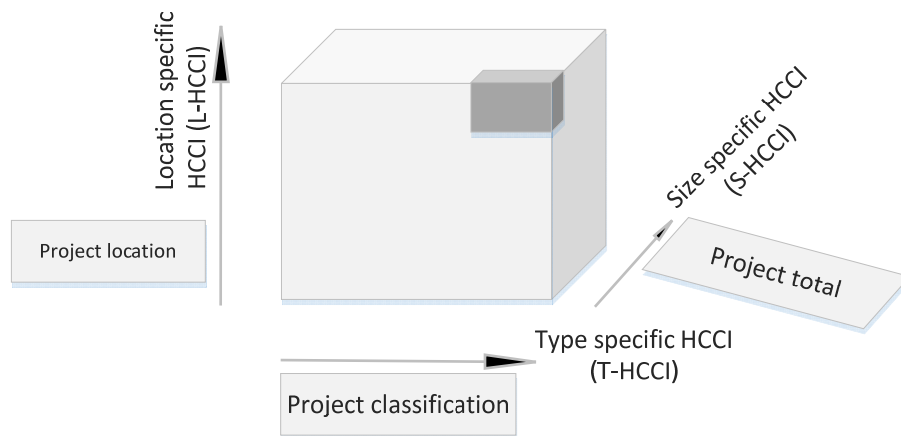 Location specific
HCCI (L-HCCI)
Project location
Size specific HCCI
(S-HCCI)
Project total
Type specific HCCI
(T-HCCI)
Project classification